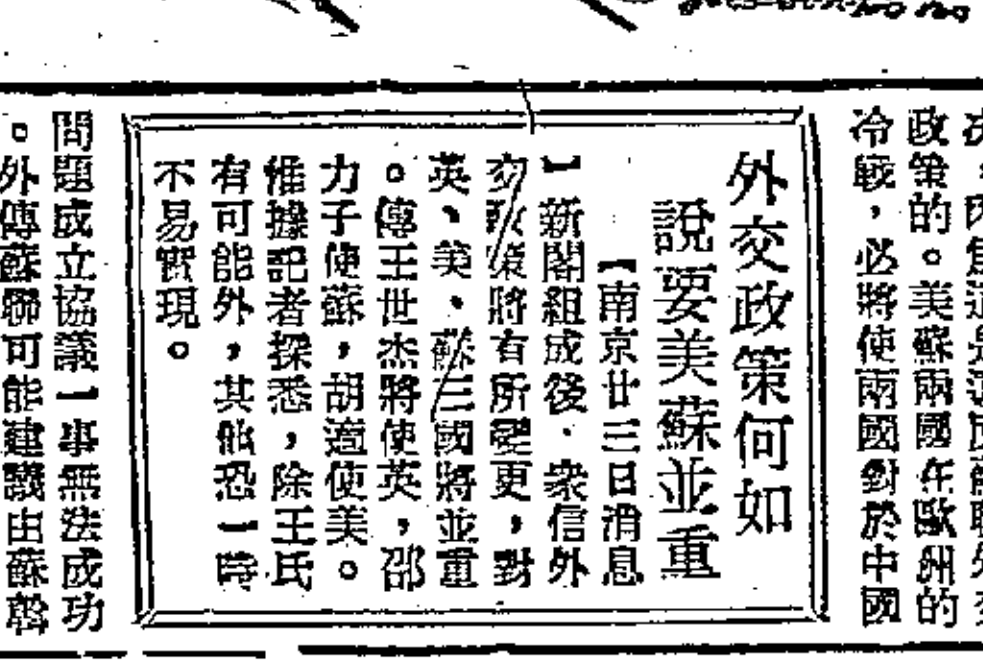 政策的。美蘇兩國在歐洲的
冷戰，必將使兩國對於中國
外交政策何如
說要美蘇並重
【南京廿三日消息
】新閣組成後．衆信外
交政策將有所變更，對
英、美、蘇三國將並重
。傳王世杰將使英，邵
力子使蘇，胡適使美。
惟據記者探悉，除王氏
有可能外，其他恐一時
不易實現。
問題成立協議一事無法成功
。外傳蘇聯可能建議由蘇